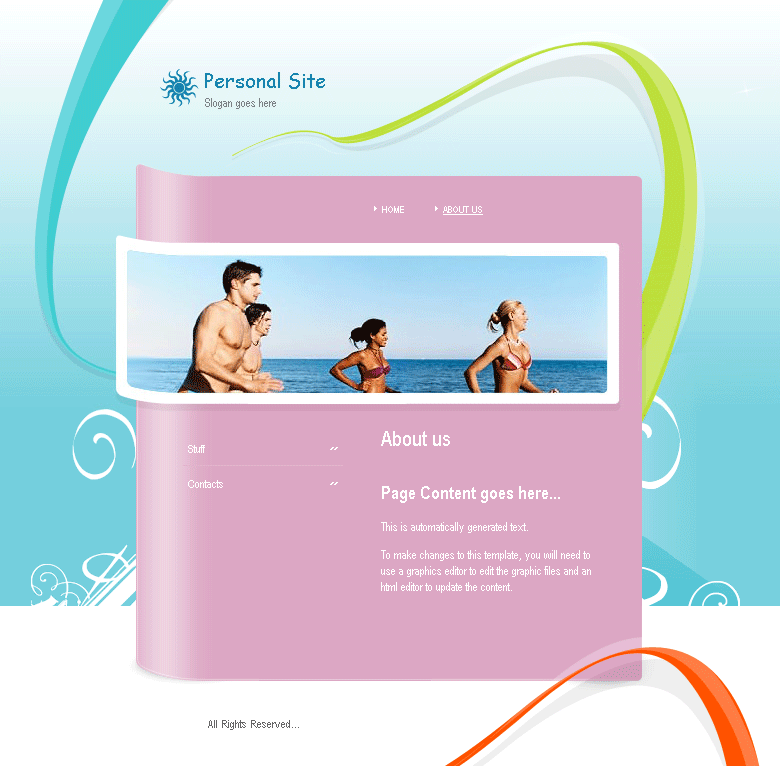 Personal Site
Slogan goes here
HOME
ABOUT US
Stuff
Contacts
About us
Page Content goes here...
This is automatically generated text.
To make changes to this template, you will need to
use a graphics editor to edit the graphic files and an
html editor to update the content.
All Rights Reserved...